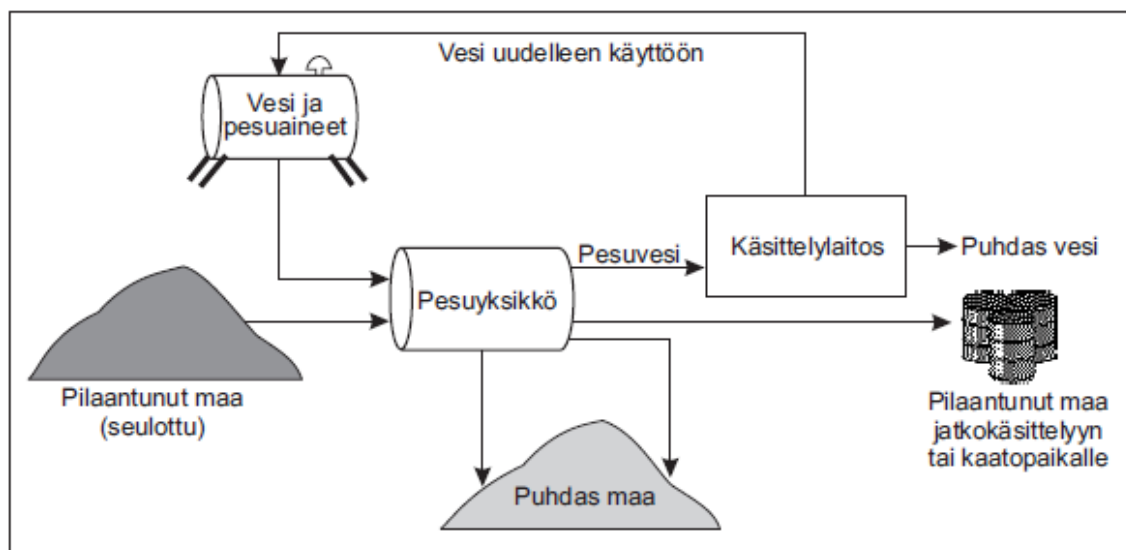 Vesi uudelleen käyttöön
Vesi ja
pesuaineet
Pesuvesi
Käsittelylaitos
Puhdas vesi
Pesuyksikkö
Pilaantunut maa
(seulottu)
Pilaantunut maa
jatkokäsittelyyn
tai kaatopaikalle
Puhdas maa